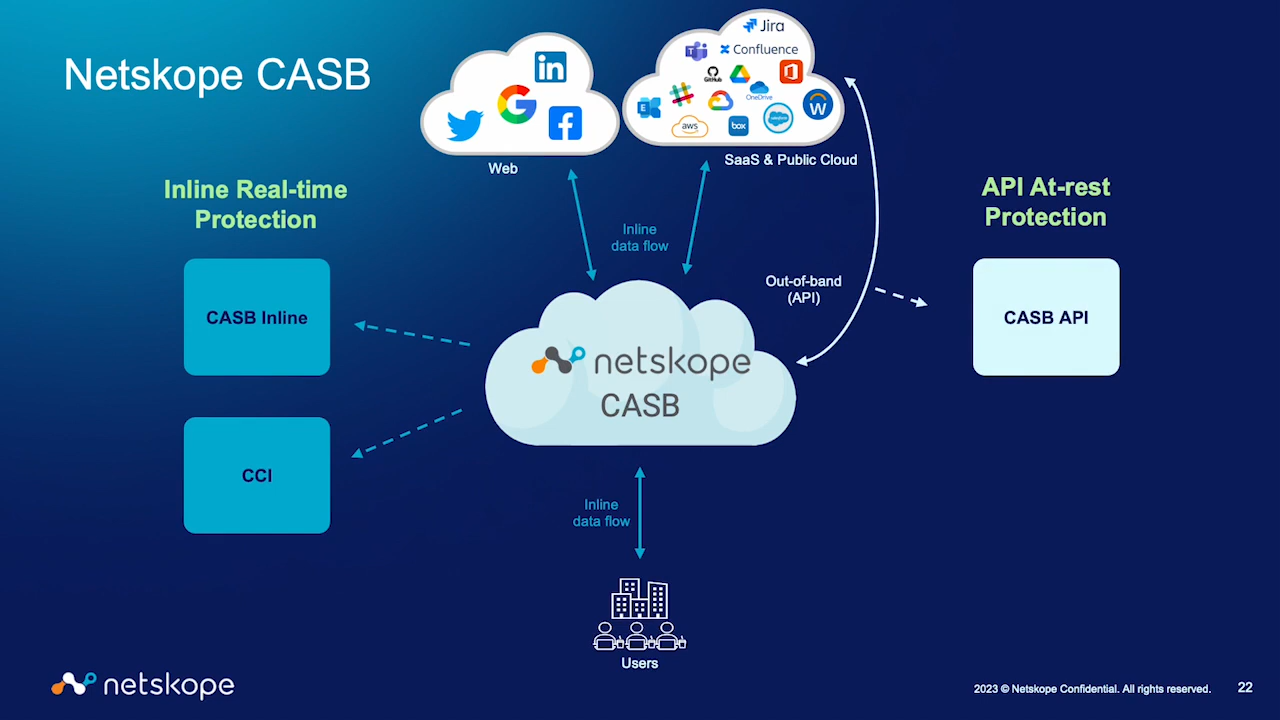 Netskope CASB
Jira
Confluence
GitHub
OneDrive
aws
box
salesforce
Web
SaaS & Public Cloud
Inline Real-time
Protection
API At-rest
Protection
Inline
data flow
Out-of-band
(API)
CASB Inline
CASB API
netskope
CASB
CCI
Inline
data flow
Users
netskope
2023 © Netskope Confidential. All rights reserved.
22